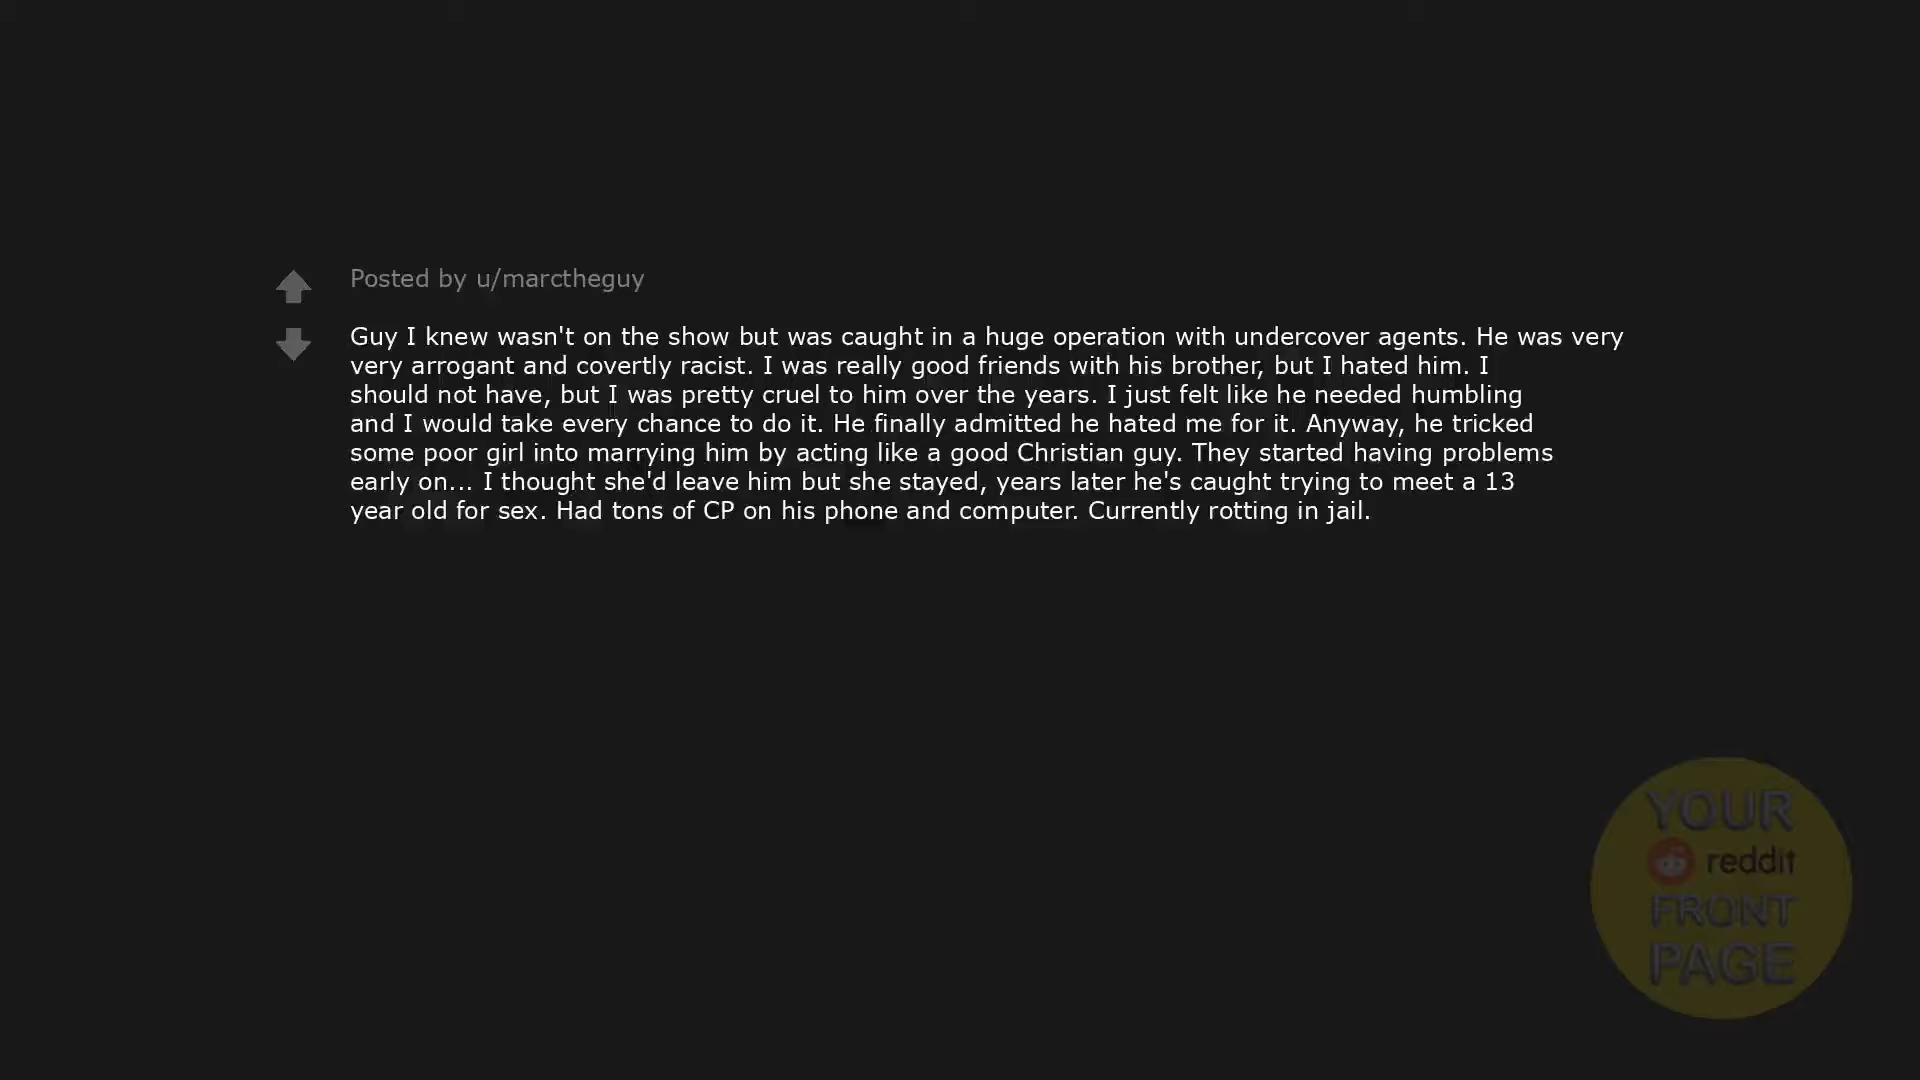 Posted by u/marctheguy
Guy I knew wasn't on the show but was caught in a huge operation with undercover agents. He was very
very arrogant and covertly racist. I was really good friends with his brother, but I hated him. I
should not have, but I was pretty cruel to him over the years. I just felt like he needed humbling
and I would take every chance to do it. He finally admitted he hated me for it. Anyway, he tricked
some poor girl into marrying him by acting like a good Christian guy. They started having problems
early on... I thought she'd leave him but she stayed, years later he's caught trying to meet a 13
year old for sex. Had tons of CP on his phone and computer. Currently rotting in jail.
YOUR
reddit
FRONT
PAGE